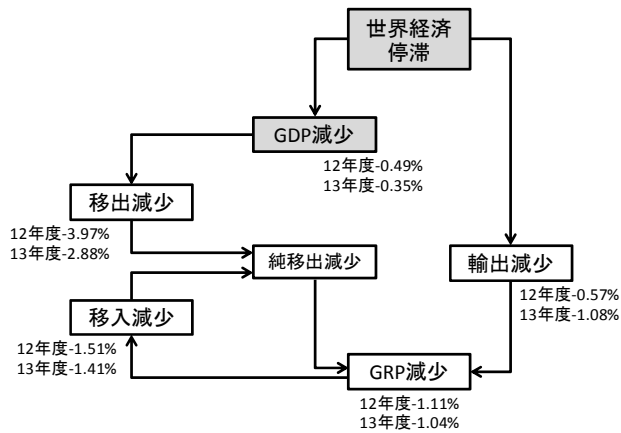 世界経済
停滞
GDP減少
12年度-0.49%
13年度-0.35%
移出減少
12年度-3.97%
13年度-2.88%
純移出減少
輸出減少
12年度-0.57%
13年度-1.08%
移入減少
12年度-1.51%
13年度-1.41%
GRP減少
12年度-1.11%
13年度-1.04%